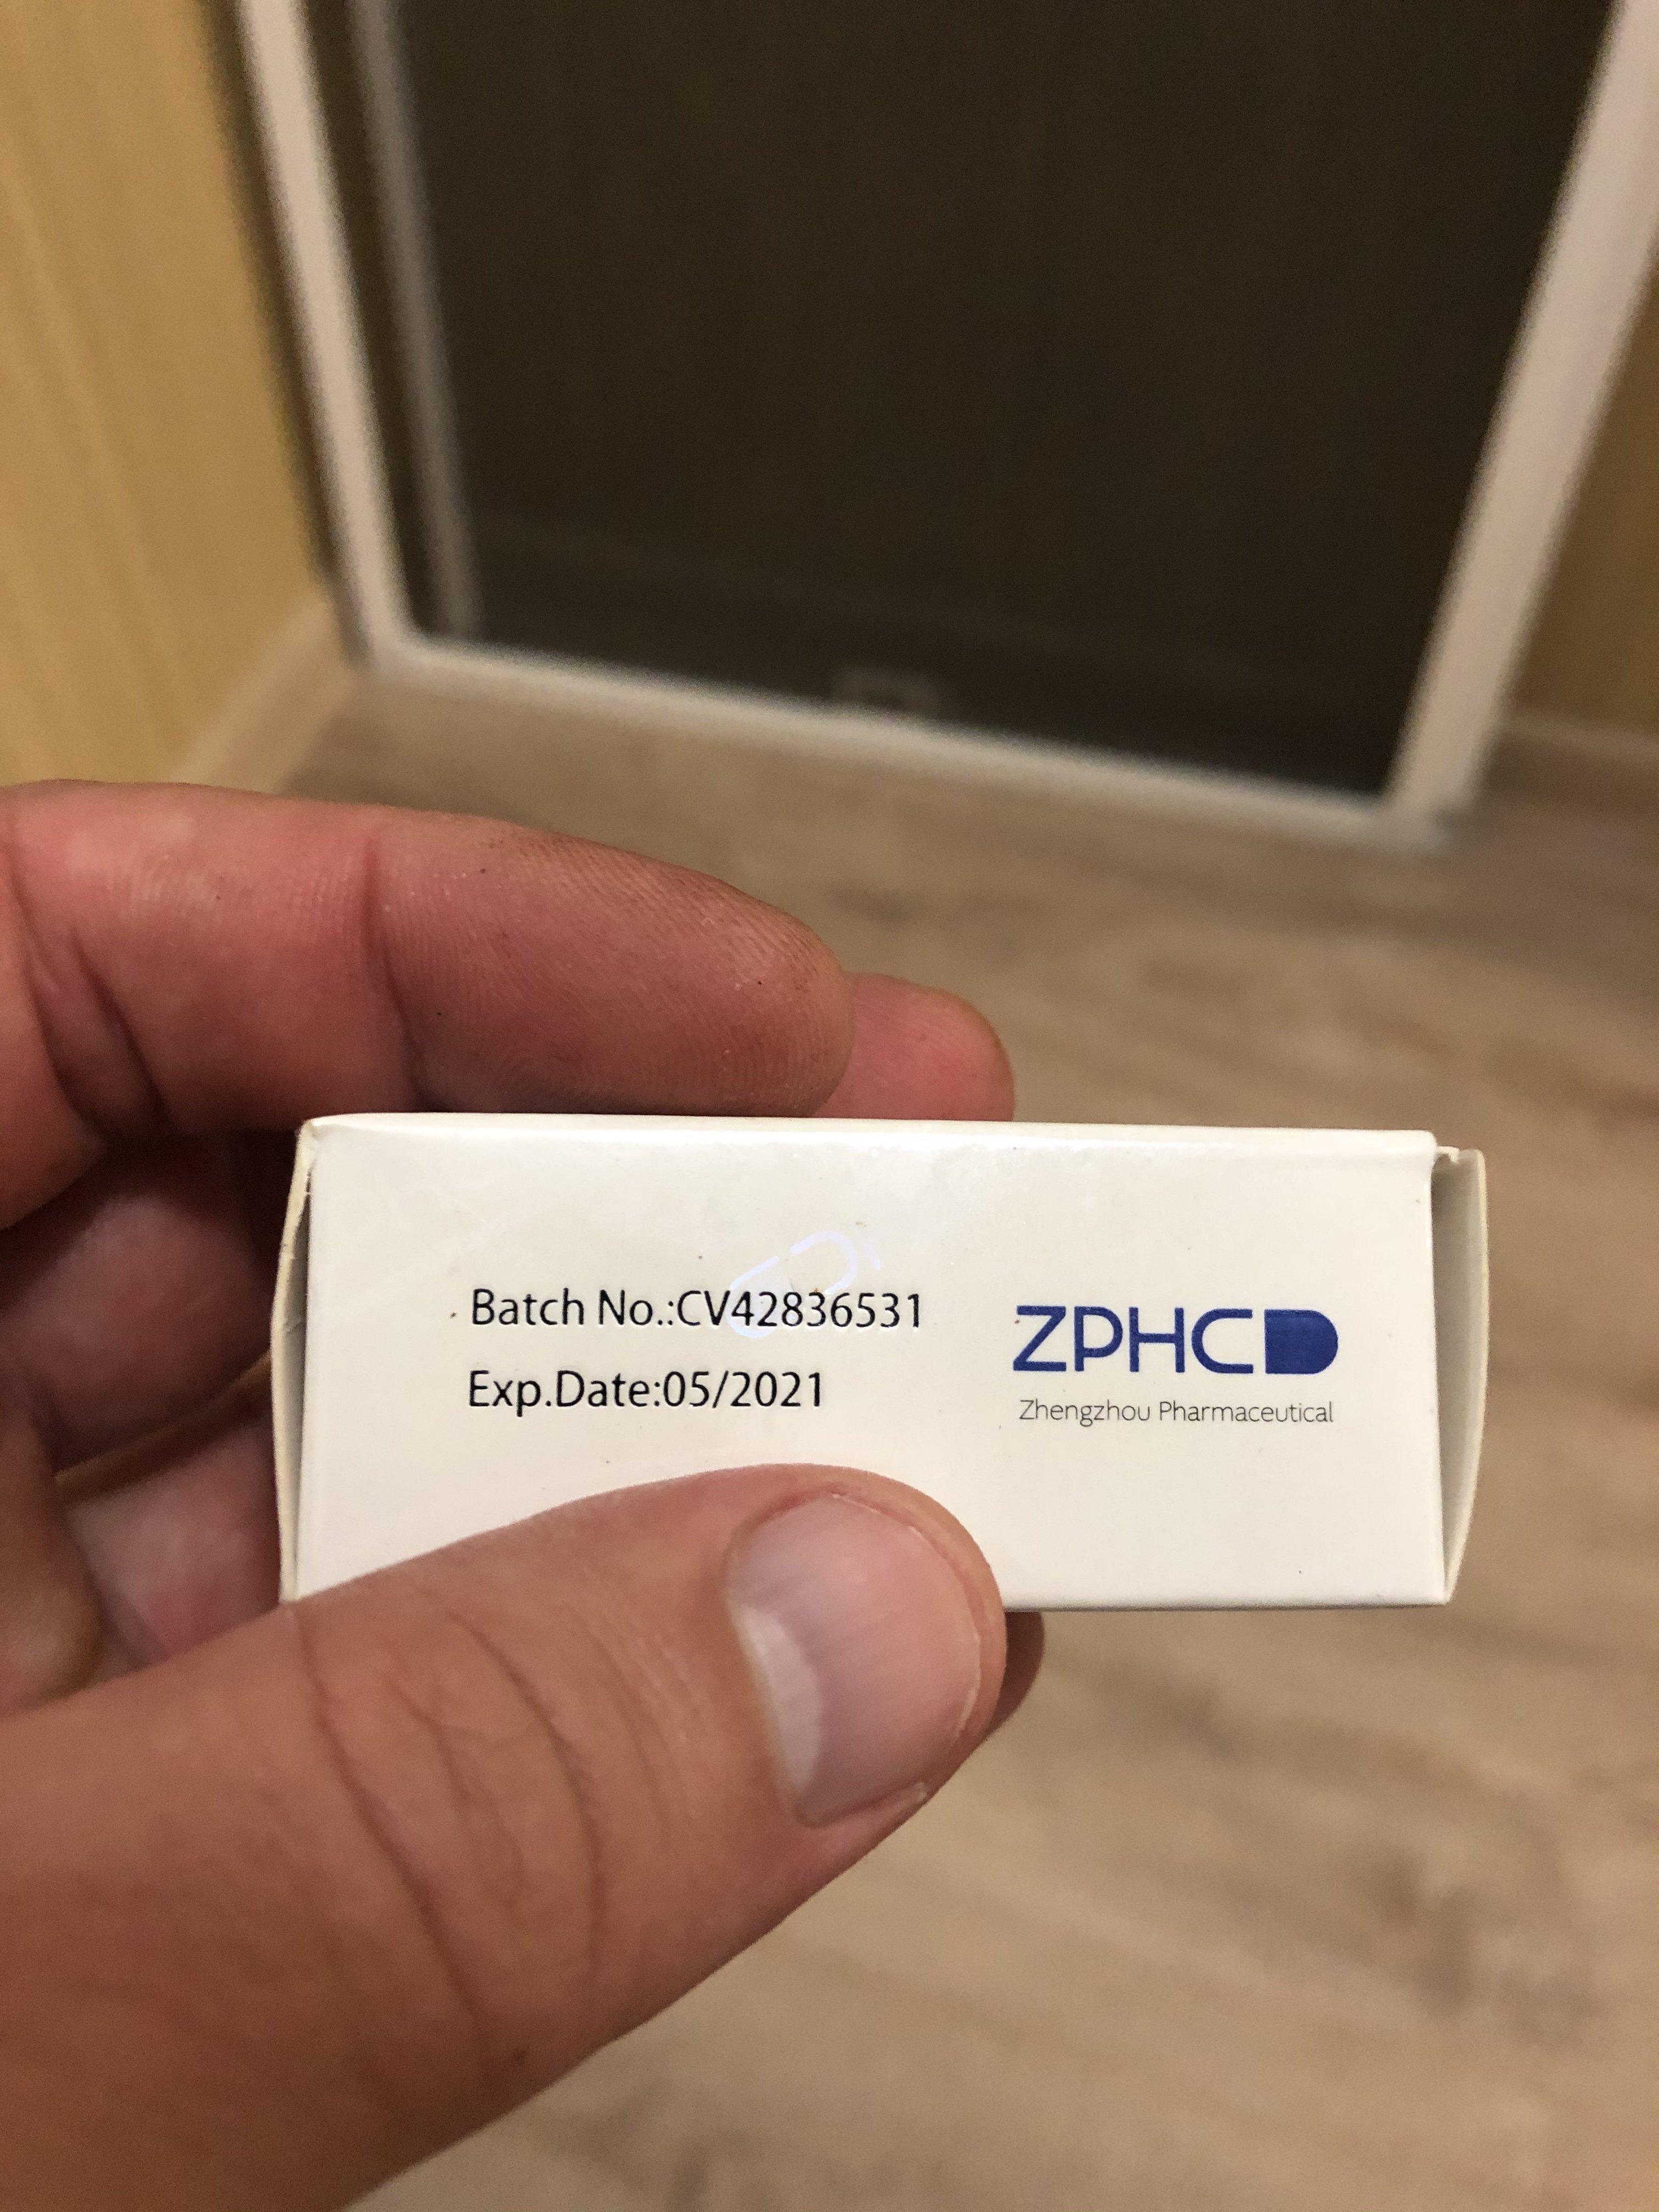 Batch No.:CV42836531
Exp.Date:05/2021
ZPHC
Zhengzhou Pharmaceutical